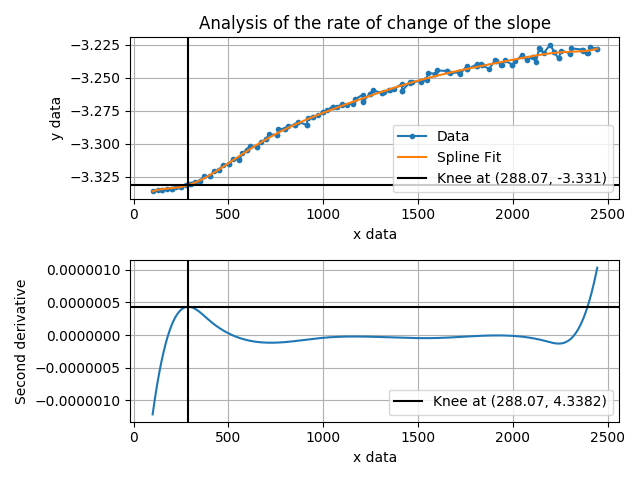 Analysis of the rate of change of the slope
y data
−3.225
−3.250
−3.275
−3.300
−3.325
Data
Spline Fit
Knee at (288.07, -3.331)
0 500 1000 1500 2000 2500
x data
Second derivative
0.0000010
0.0000005
0.0000000
−0.0000005
−0.0000010
Knee at (288.07, 4.3382)
0 500 1000 1500 2000 2500
x data